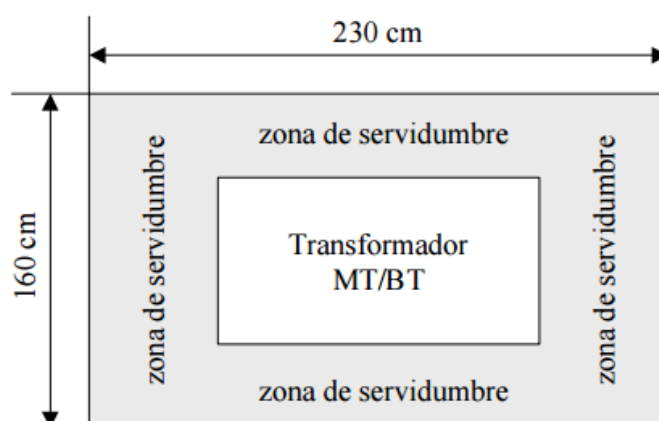 230 cm
zona de servidumbre
zona de servidumbre
160 cm
Transformador
MT/BT
zona de servidumbre
zona de servidumbre